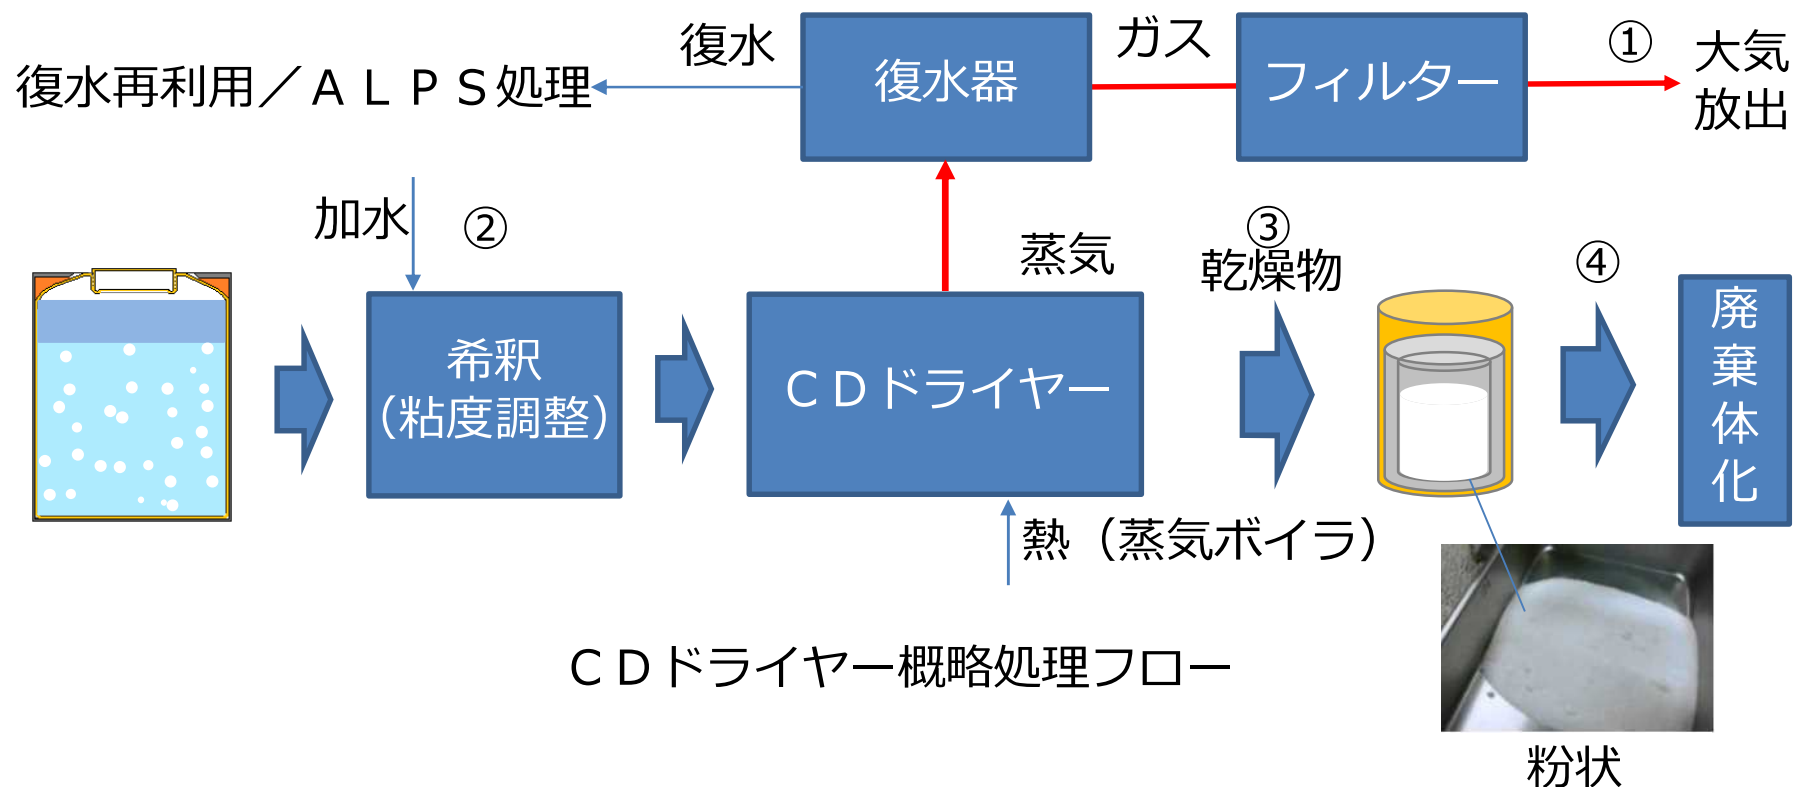 復水
ガス
①
大気
放出
復水再利用／ＡＬＰＳ処理
復水器
フィルター
加水
②
蒸気
③
乾燥物
④
希釈
（粘度調整）
ＣＤドライヤー
廃
棄
体
化
熱（蒸気ボイラ）
ＣＤドライヤー概略処理フロー
粉状